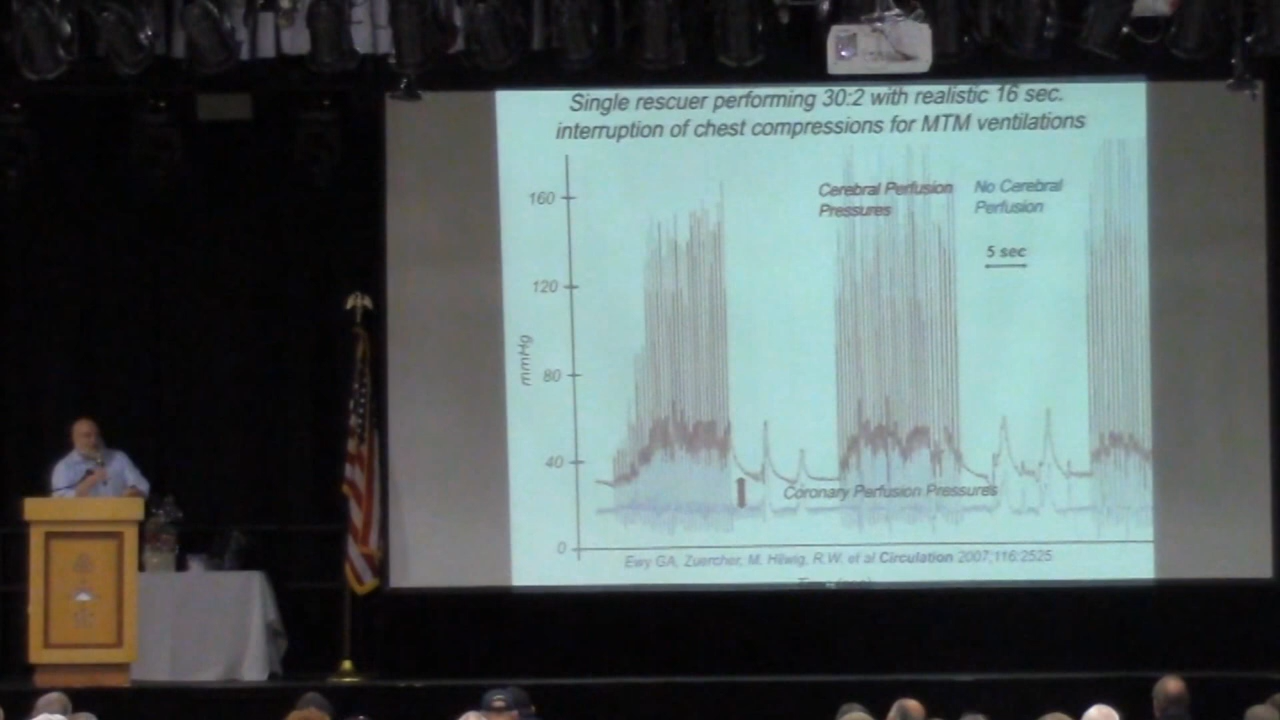 Single rescuer performing 30:2 with realistic 16 sec.
interruption of chest compressions for MTM ventilations
160
120
80
40
0
mmHg
Cerebral Perfusion
Pressures
No Cerebral
Perfusion
5 sec
Coronary Perfusion Pressures
Ewy GA, Zuercher, M. Hilwig, R.W. et al Circulation 2007;116:2525